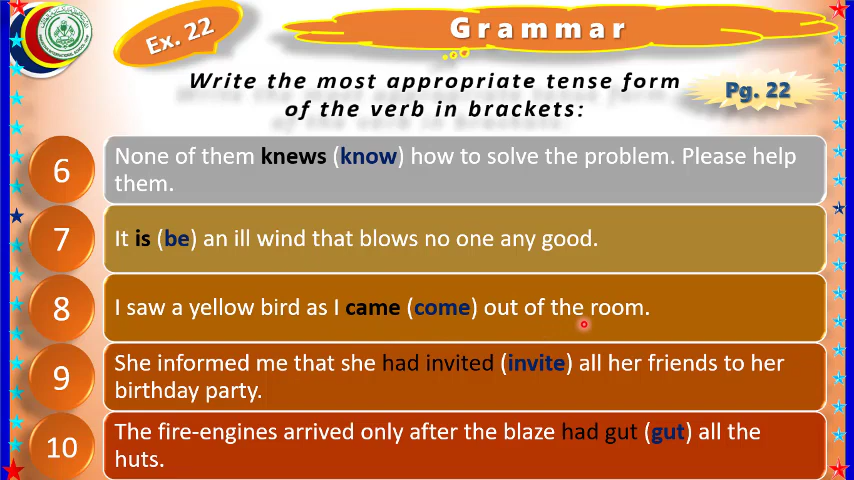 Ex. 22
Grammar
Write the most appropriate tense form
of the verb in brackets:
Pg. 22
6
None of them knews (know) how to solve the problem. Please help
them.
7
It is (be) an ill wind that blows no one any good.
8
I saw a yellow bird as I came (come) out of the room.
9
She informed me that she had invited (invite) all her friends to her
birthday party.
10
The fire-engines arrived only after the blaze had gut (gut) all the
huts.